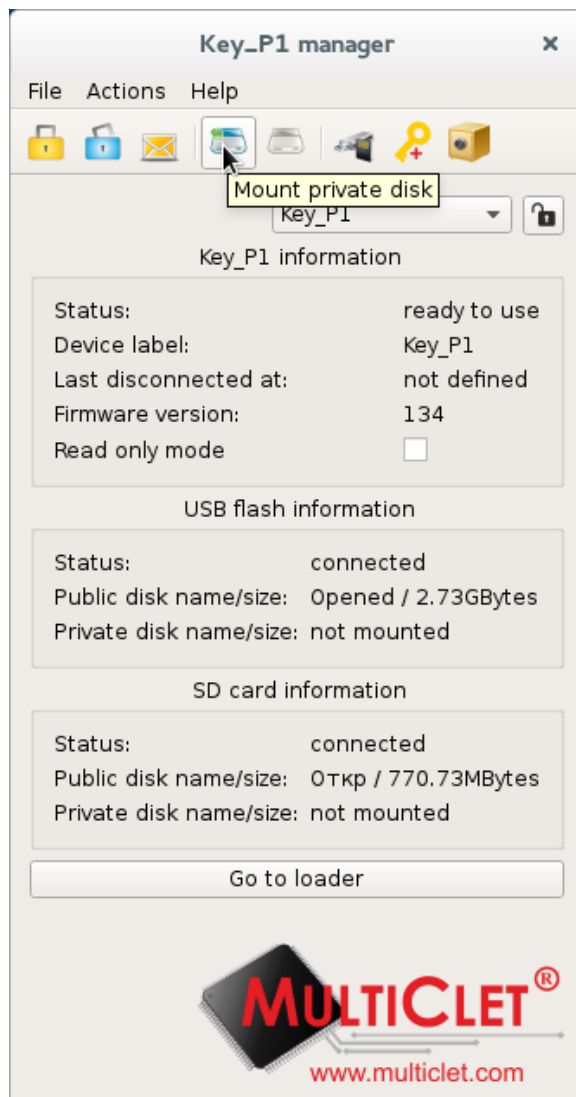 Key_P1 manager
File Actions Help
Mount private disk
Key_P1
Key_P1 information
Status: ready to use
Device label: Key_P1
Last disconnected at: not defined
Firmware version: 134
Read only mode
USB flash information
Status: connected
Public disk name/size: Opened / 2.73GBytes
Private disk name/size: not mounted
SD card information
Status: connected
Public disk name/size: Откр / 770.73MBytes
Private disk name/size: not mounted
Go to loader
MULTICLET®
www.multiclet.com